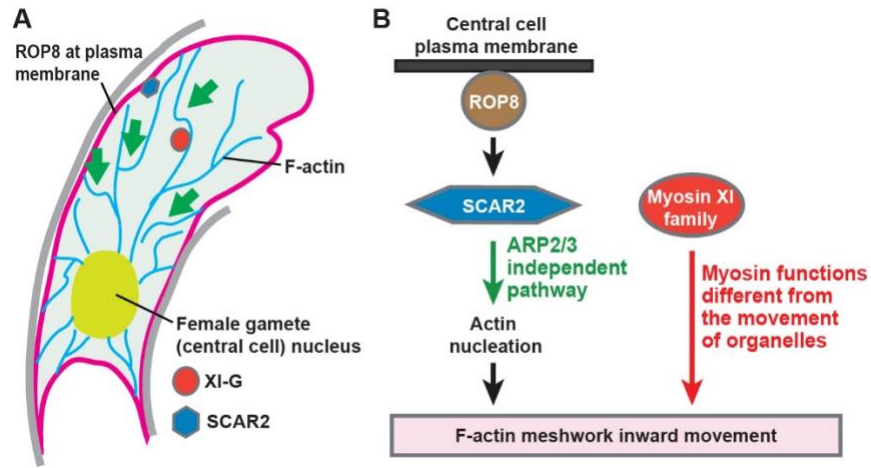 A
ROP8 at plasma
membrane
F-actin
Female gamete
(central cell) nucleus
XI-G
SCAR2
B
Central cell
plasma membrane
ROP8
SCAR2
Myosin XI
family
ARP2/3
independent
pathway
Myosin functions
different from
the movement
of organelles
Actin
nucleation
F-actin meshwork inward movement